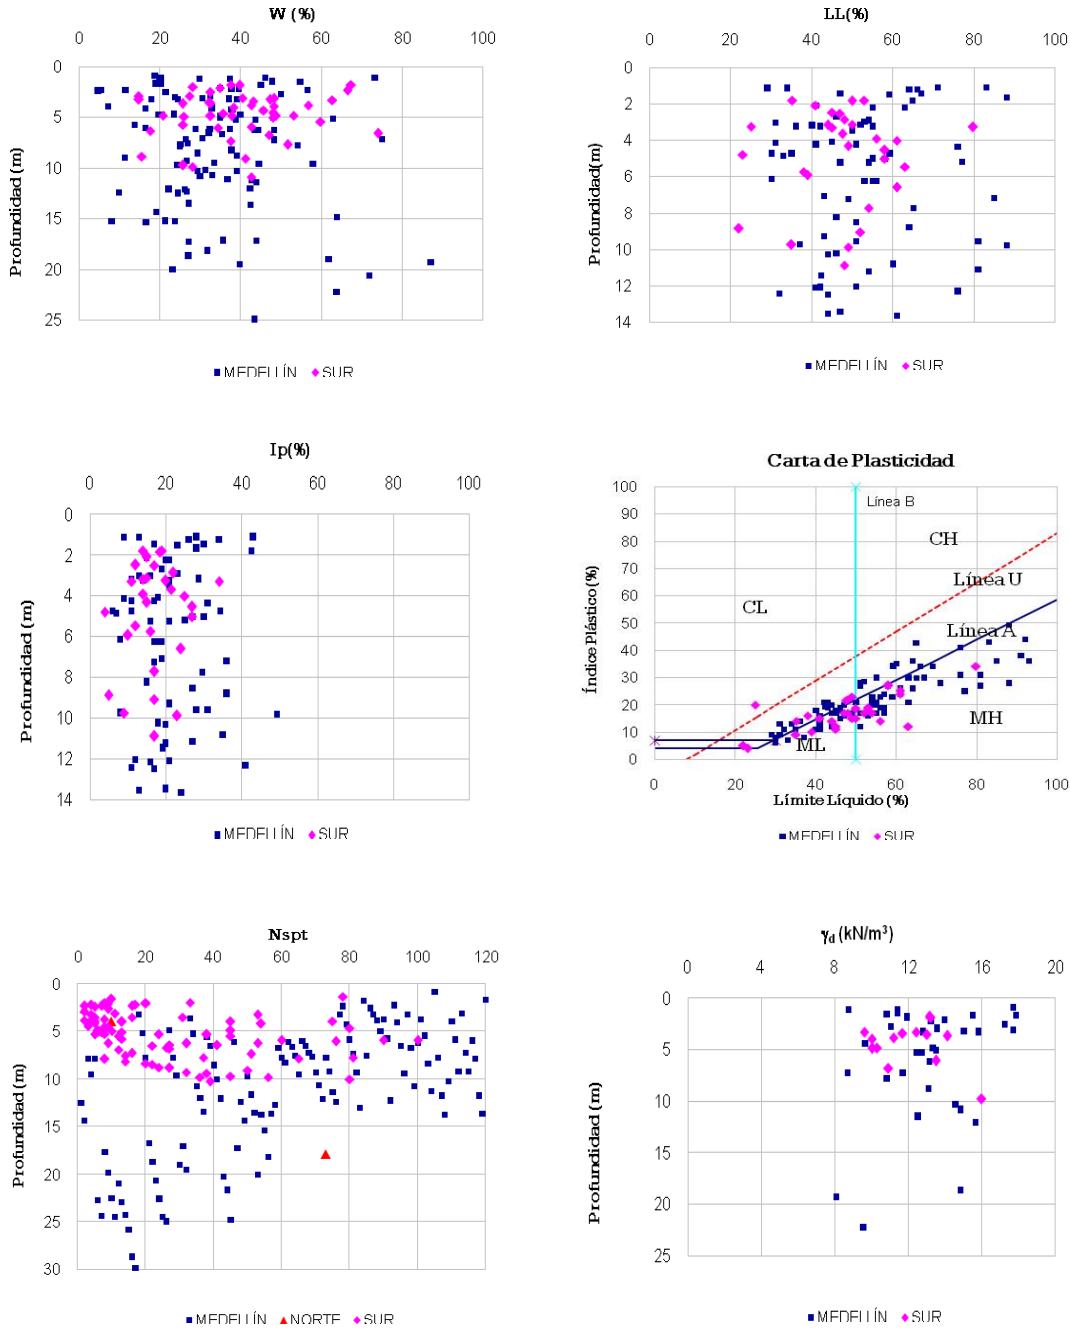 W (%)
0 20 40 60 80 100
0
5
10
15
20
25
Profundidad (m)
MEDELLÍN SUR
LL(%)
0 20 40 60 80 100
0
2
4
6
8
10
12
14
Profundidad(m)
MEDELLÍN SUR
Ip(%)
0 20 40 60 80 100
0
2
4
6
8
10
12
14
Profundidad (m)
MEDELLÍN SUR
Carta de Plasticidad
100
90
80
70
60
50
40
30
20
10
0
Índice Plástico(%)
Línea B
CH
Línea U
CL
Línea A
MH
ML
0 20 40 60 80 100
Límite Líquido (%)
MEDELLÍN SUR
Nspt
0 20 40 60 80 100 120
0
5
10
15
20
25
30
Profundidad (m)
MEDELLÍN NORTE SUR
γd (kN/m³)
0 4 8 12 16 20
0
5
10
15
20
25
Profundidad (m)
MEDELLÍN SUR